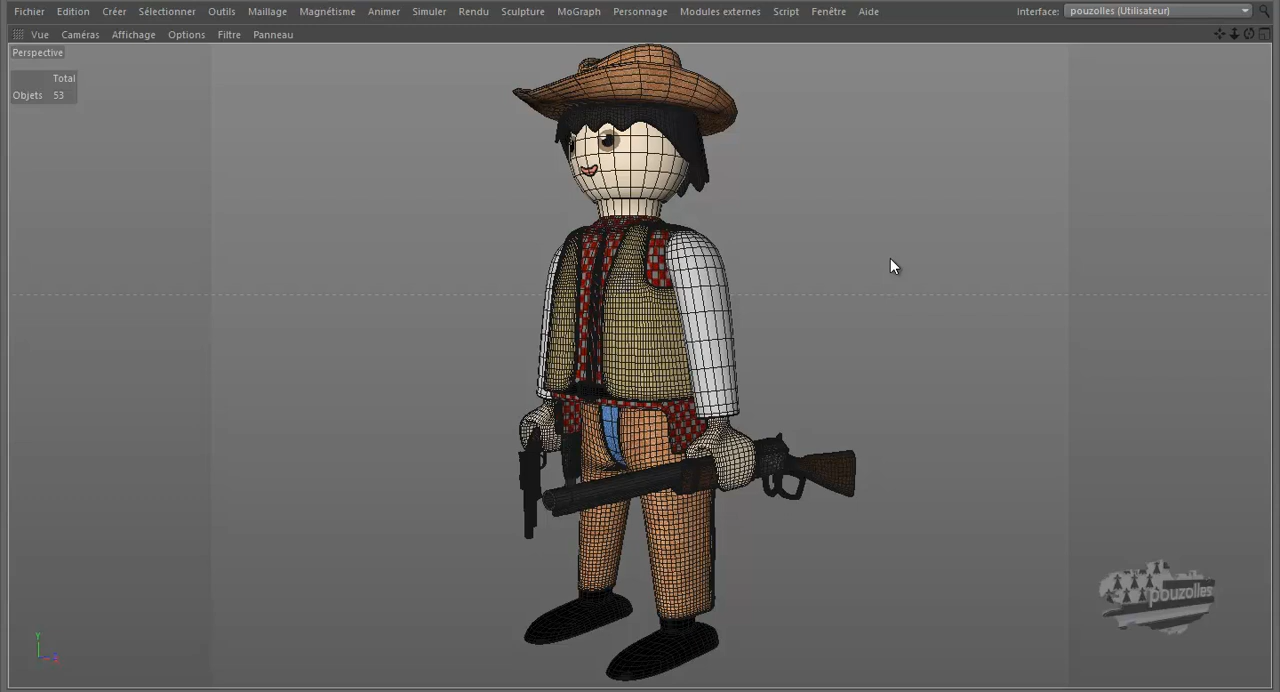 Fichier Edition Créer Sélectionner Outils Maillage Magnétisme Animer Simuler Rendu Sculpture MoGraph Personnage Modules externes Script Fenêtre Aide Interface: pouzolles (Utilisateur)
Vue Caméras Affichage Options Filtre Panneau
Perspective
Total
Objets 53
pouzolles
Y